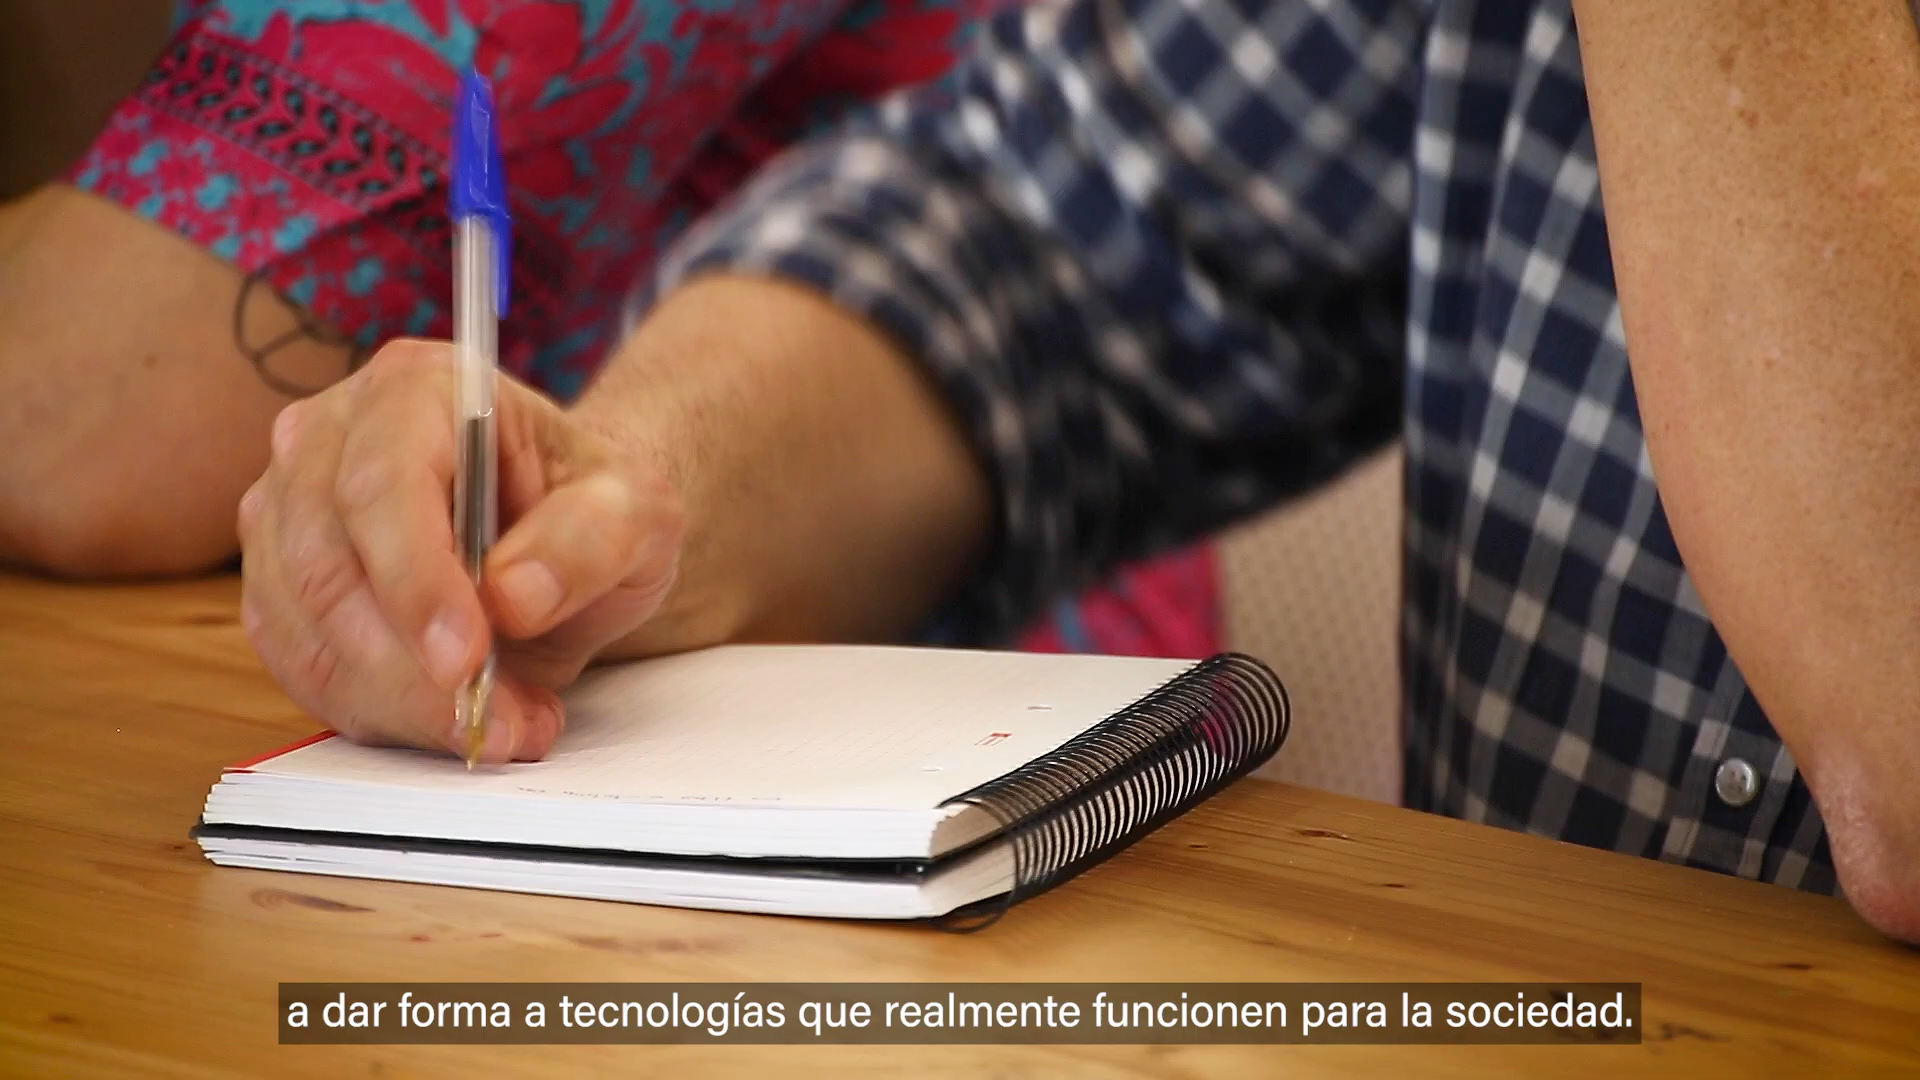 a dar forma a tecnologías que realmente funcionen para la sociedad.